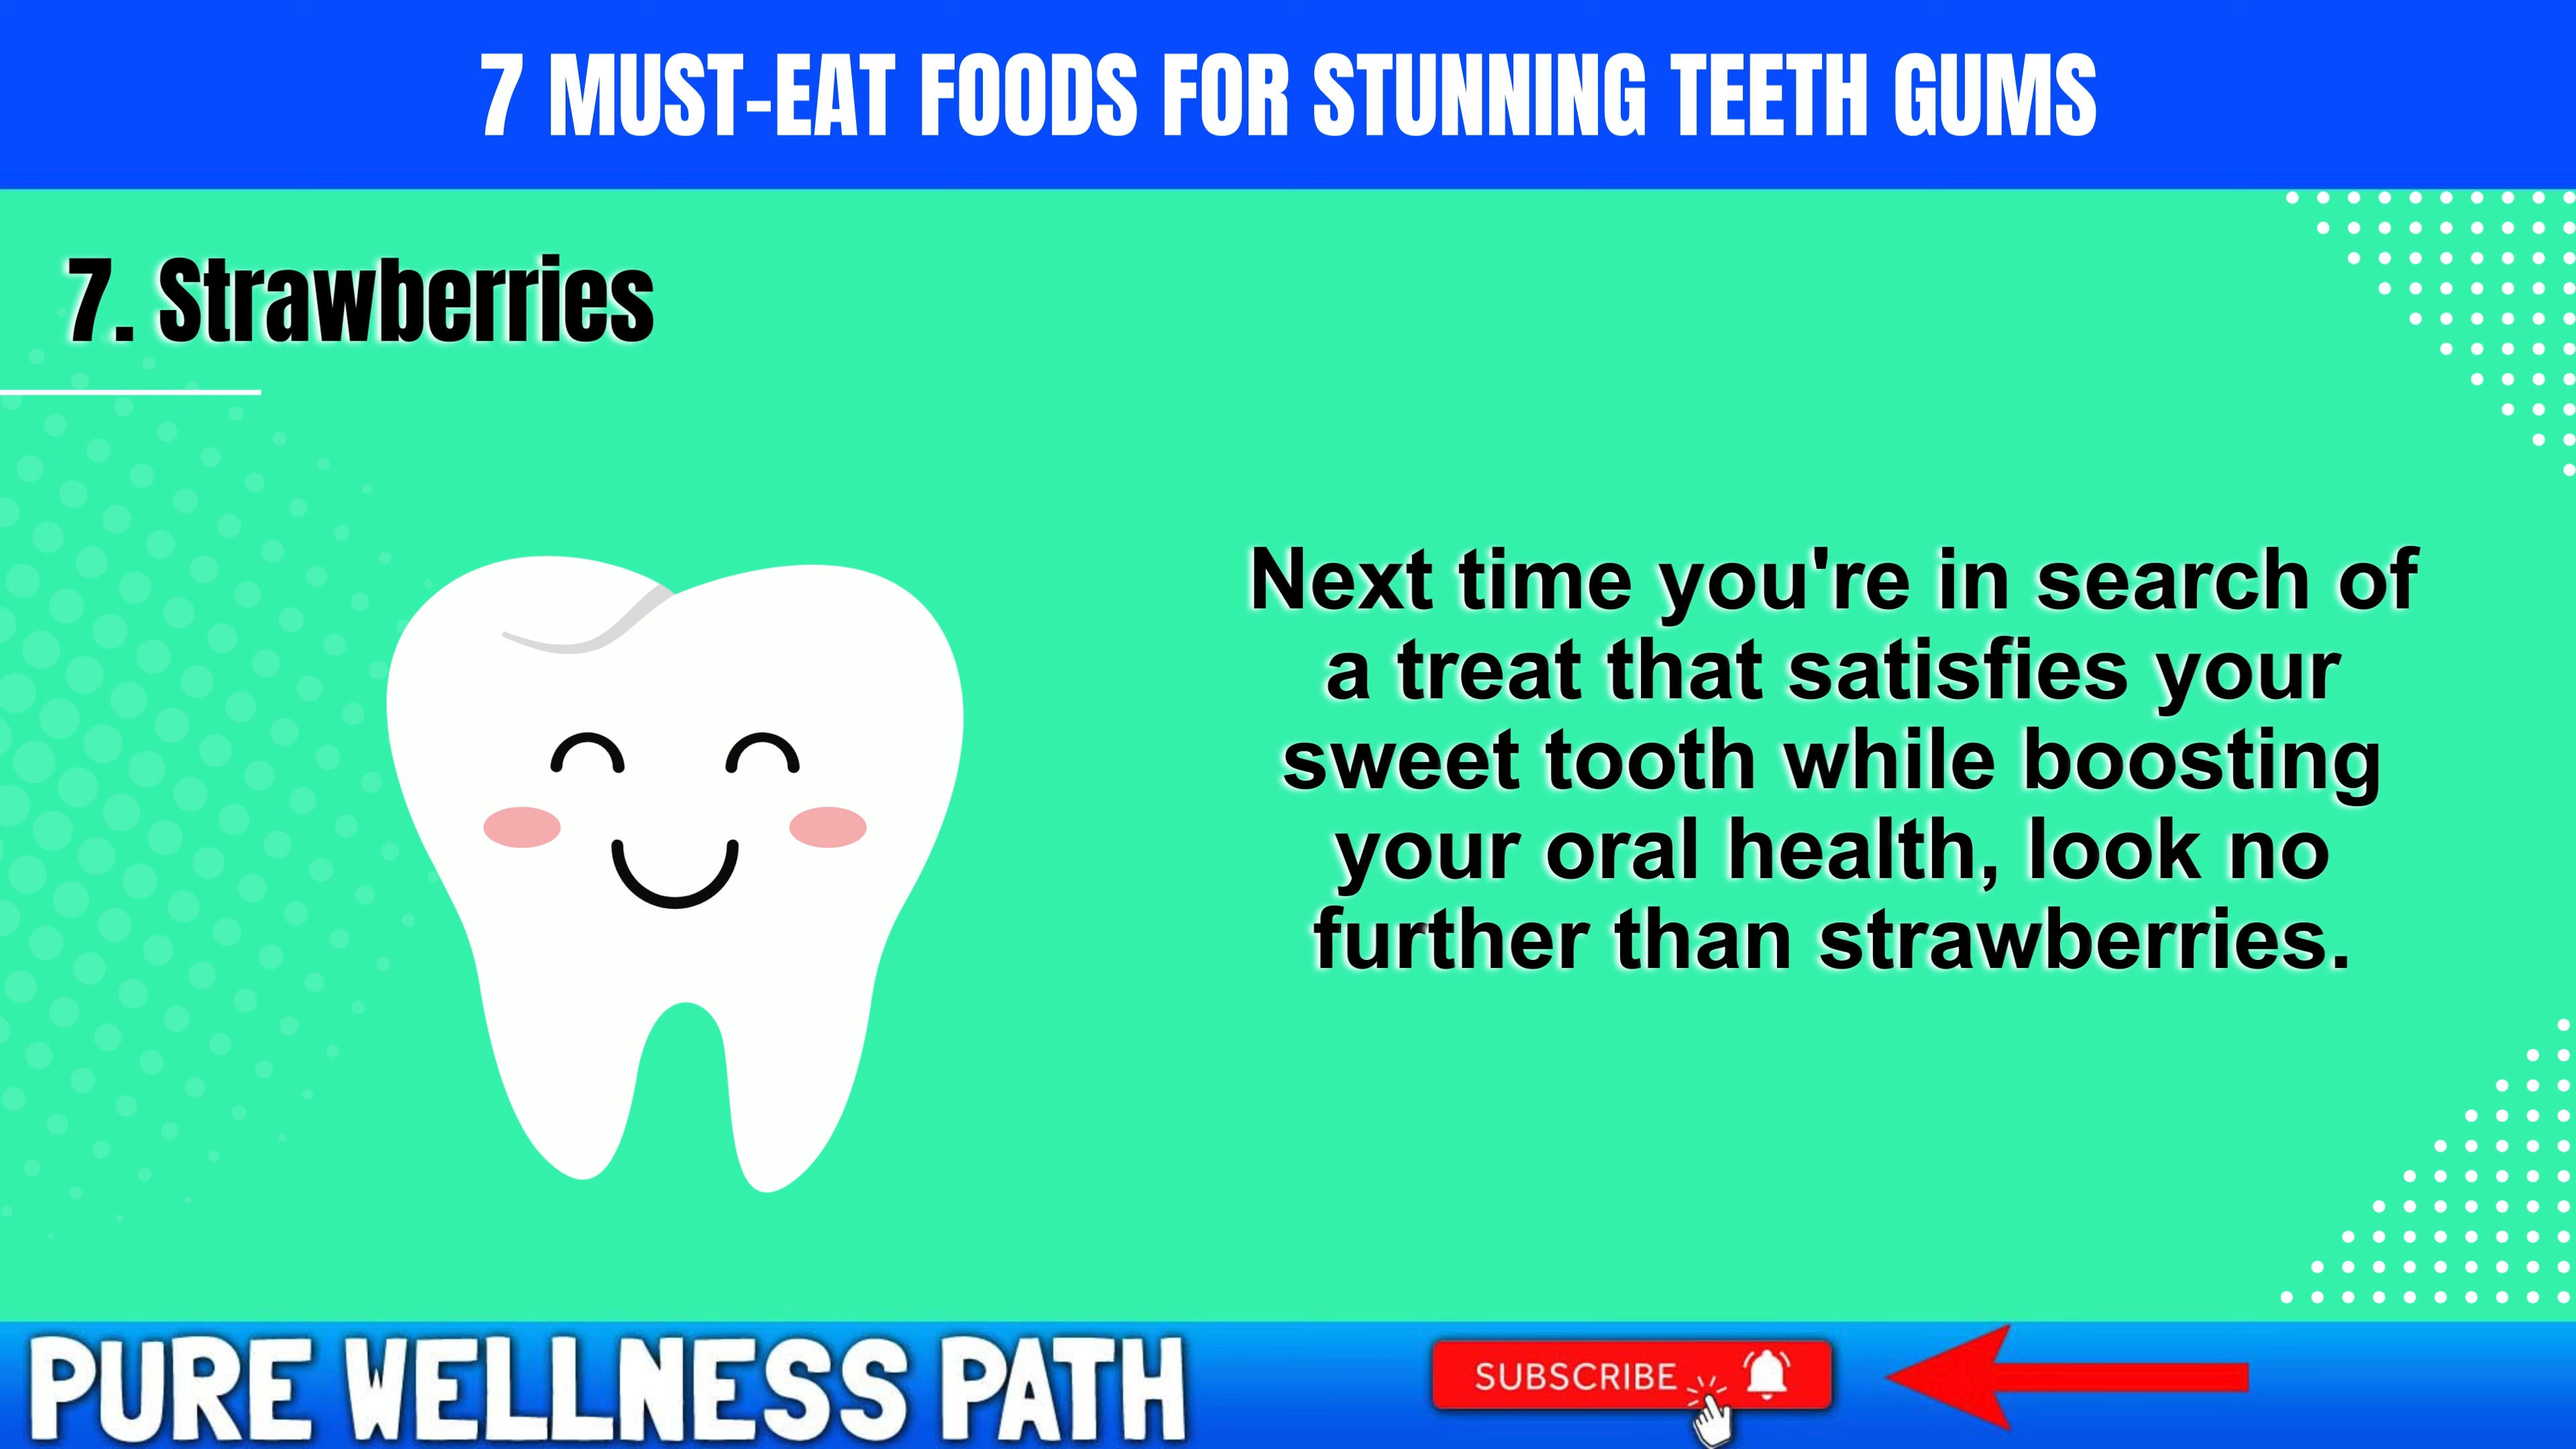 7 MUST-EAT FOODS FOR STUNNING TEETH GUMS
7. Strawberries
Next time you're in search of
a treat that satisfies your
sweet tooth while boosting
your oral health, look no
further than strawberries.
PURE WELLNESS PATH
SUBSCRIBE